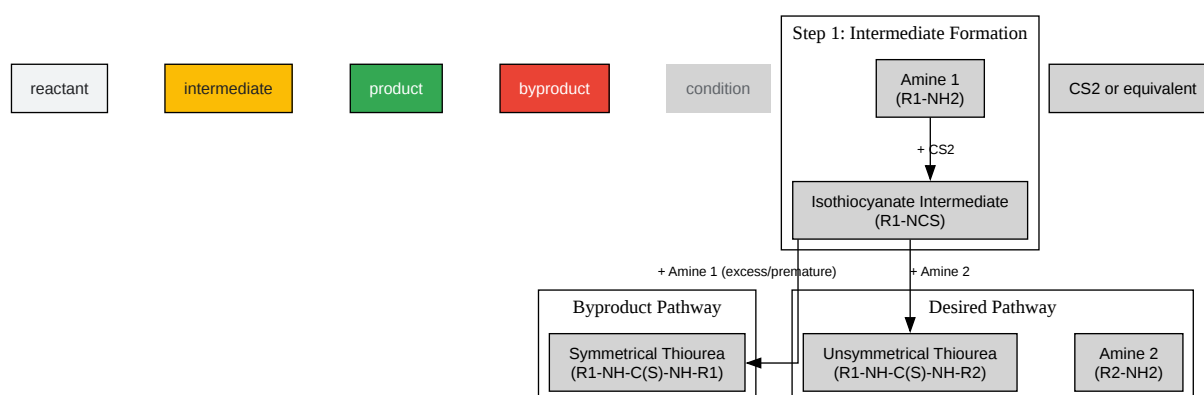 Step 1: Intermediate Formation
reactant
intermediate
product
byproduct
condition
Amine 1
(R1-NH2)
CS2 or equivalent
+ CS2
Isothiocyanate Intermediate
(R1-NCS)
+ Amine 1 (excess/premature)
+ Amine 2
Byproduct Pathway
Desired Pathway
Symmetrical Thiourea
(R1-NH-C(S)-NH-R1)
Unsymmetrical Thiourea
(R1-NH-C(S)-NH-R2)
Amine 2
(R2-NH2)